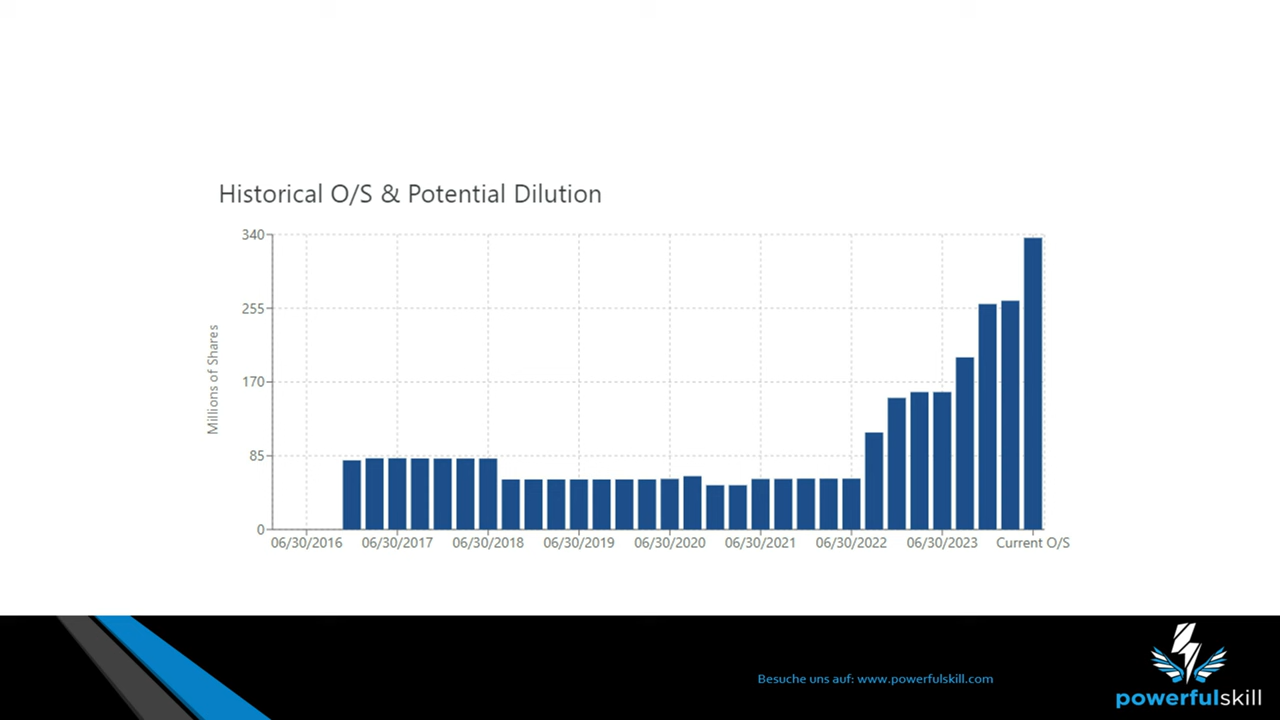 Historical O/S & Potential Dilution
Millions of Shares
340
255
170
85
0
06/30/2016 06/30/2017 06/30/2018 06/30/2019 06/30/2020 06/30/2021 06/30/2022 06/30/2023 Current O/S
Besuche uns auf: www.powerfulskill.com
powerfulskill